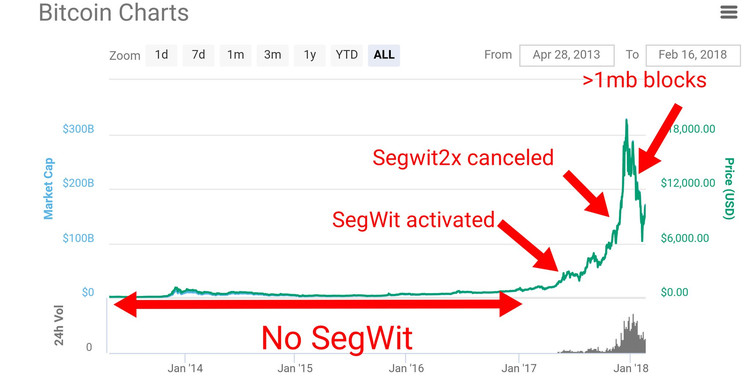 Bitcoin Charts
Zoom 1d 7d 1m 3m 1y YTD ALL From Apr 28, 2013 To Feb 16, 2018
>1mb blocks
$300B
18,000.00
Segwit2x canceled
Market Cap
Price (USD)
$200B
$12,000.00
SegWit activated
$100B
$6,000.00
$0
$0.00
24h Vol
No SegWit
0
Jan '14 Jan '15 Jan '16 Jan '17 Jan '18